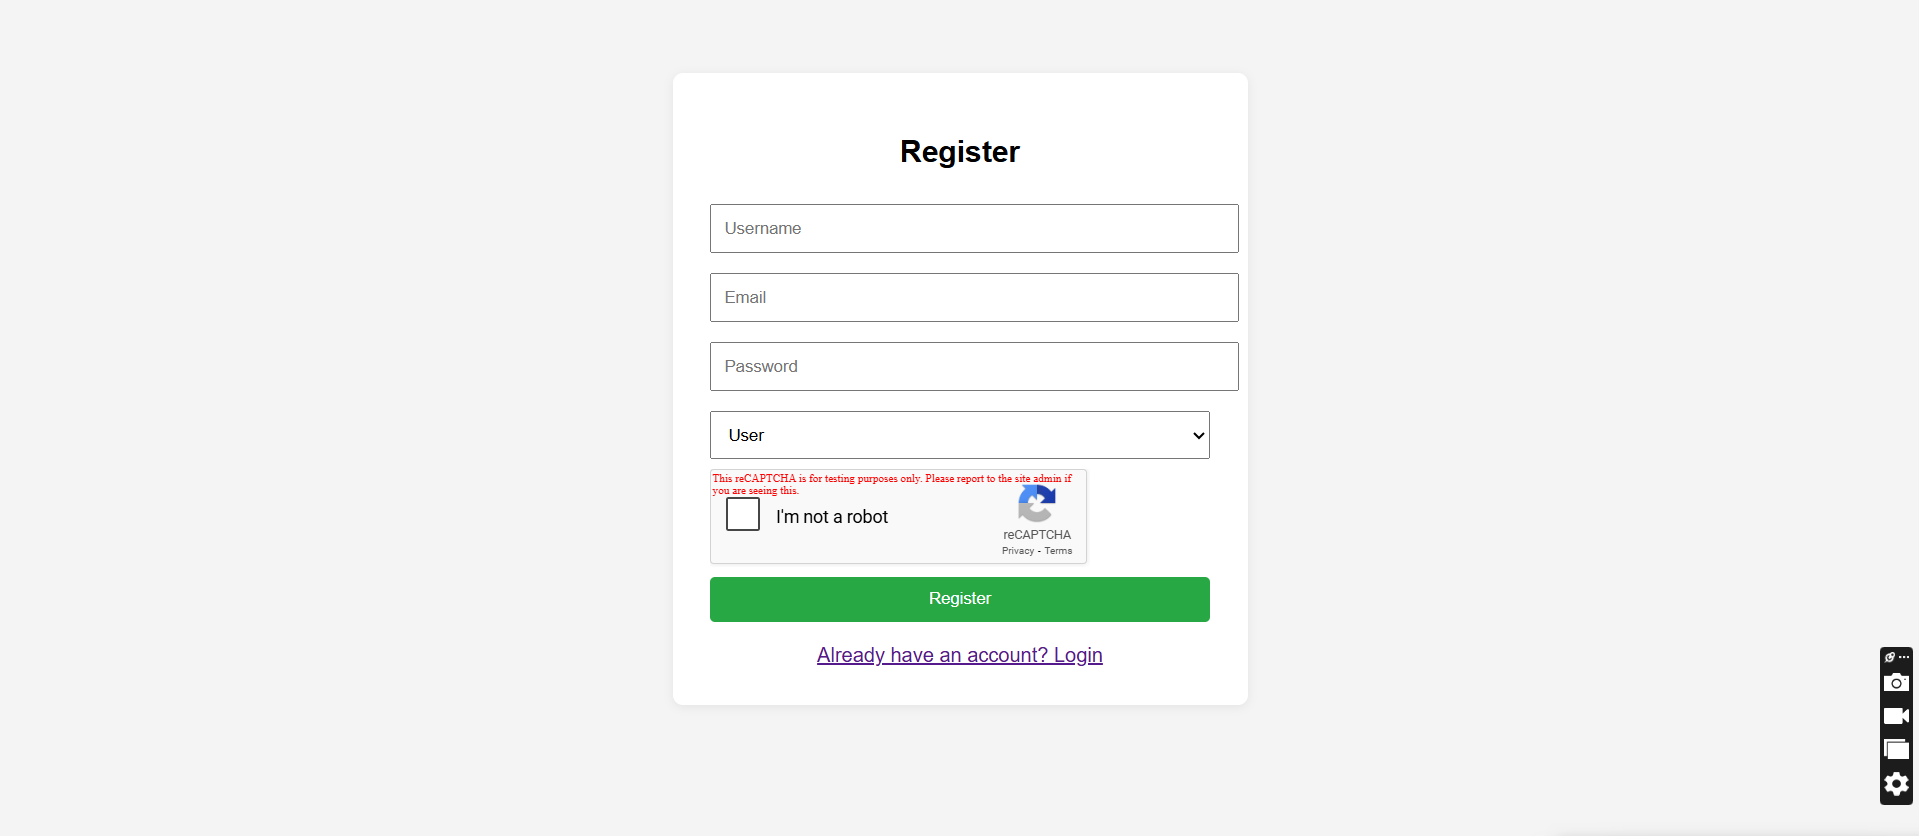 Register
Username
Email
Password
User
This reCAPTCHA is for testing purposes only. Please report to the site admin if
you are seeing this.
I'm not a robot
reCAPTCHA
Privacy - Terms
Register
Already have an account? Login